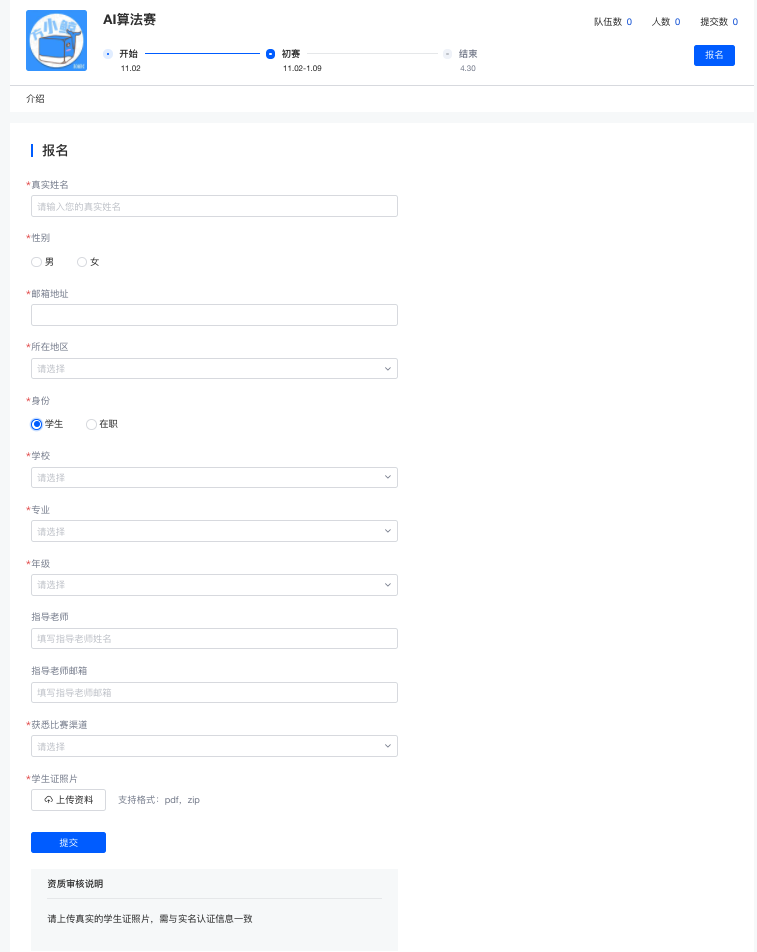 AI算法赛
队伍数 0 人数 0 提交数 0
开始 初赛 结束
11.02 11.02-1.09 4.30
报名
介绍
报名
*真实姓名
请输入您的真实姓名
*性别
男 女
*邮箱地址
*所在地区
请选择
*身份
学生 在职
*学校
请选择
*专业
请选择
*年级
请选择
指导老师
填写指导老师姓名
指导老师邮箱
填写指导老师邮箱
*获悉比赛渠道
请选择
*学生证照片
上传资料 支持格式：pdf，zip
提交
资质审核说明
请上传真实的学生证照片，需与实名认证信息一致